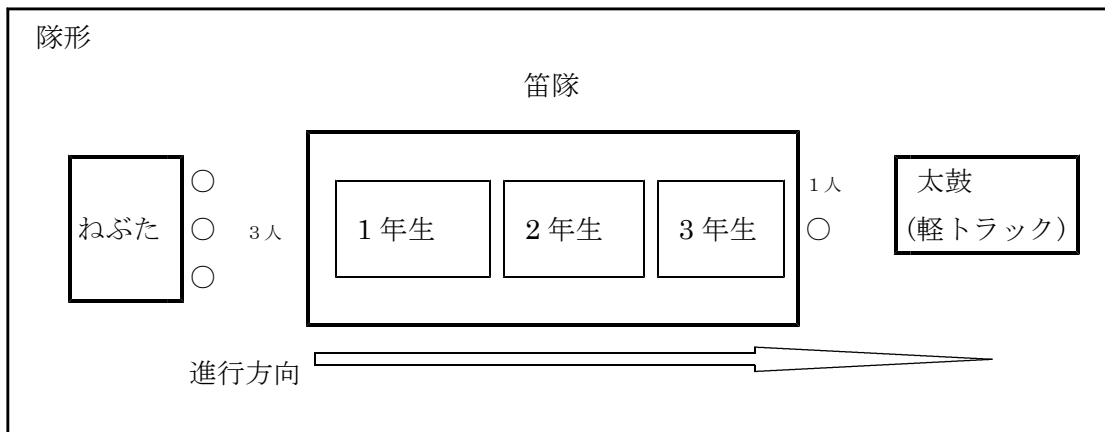 隊形
笛隊
ねぶた
○
○
○
3人
1年生
2年生
3年生
1人
○
太鼓
(軽トラック)
進行方向